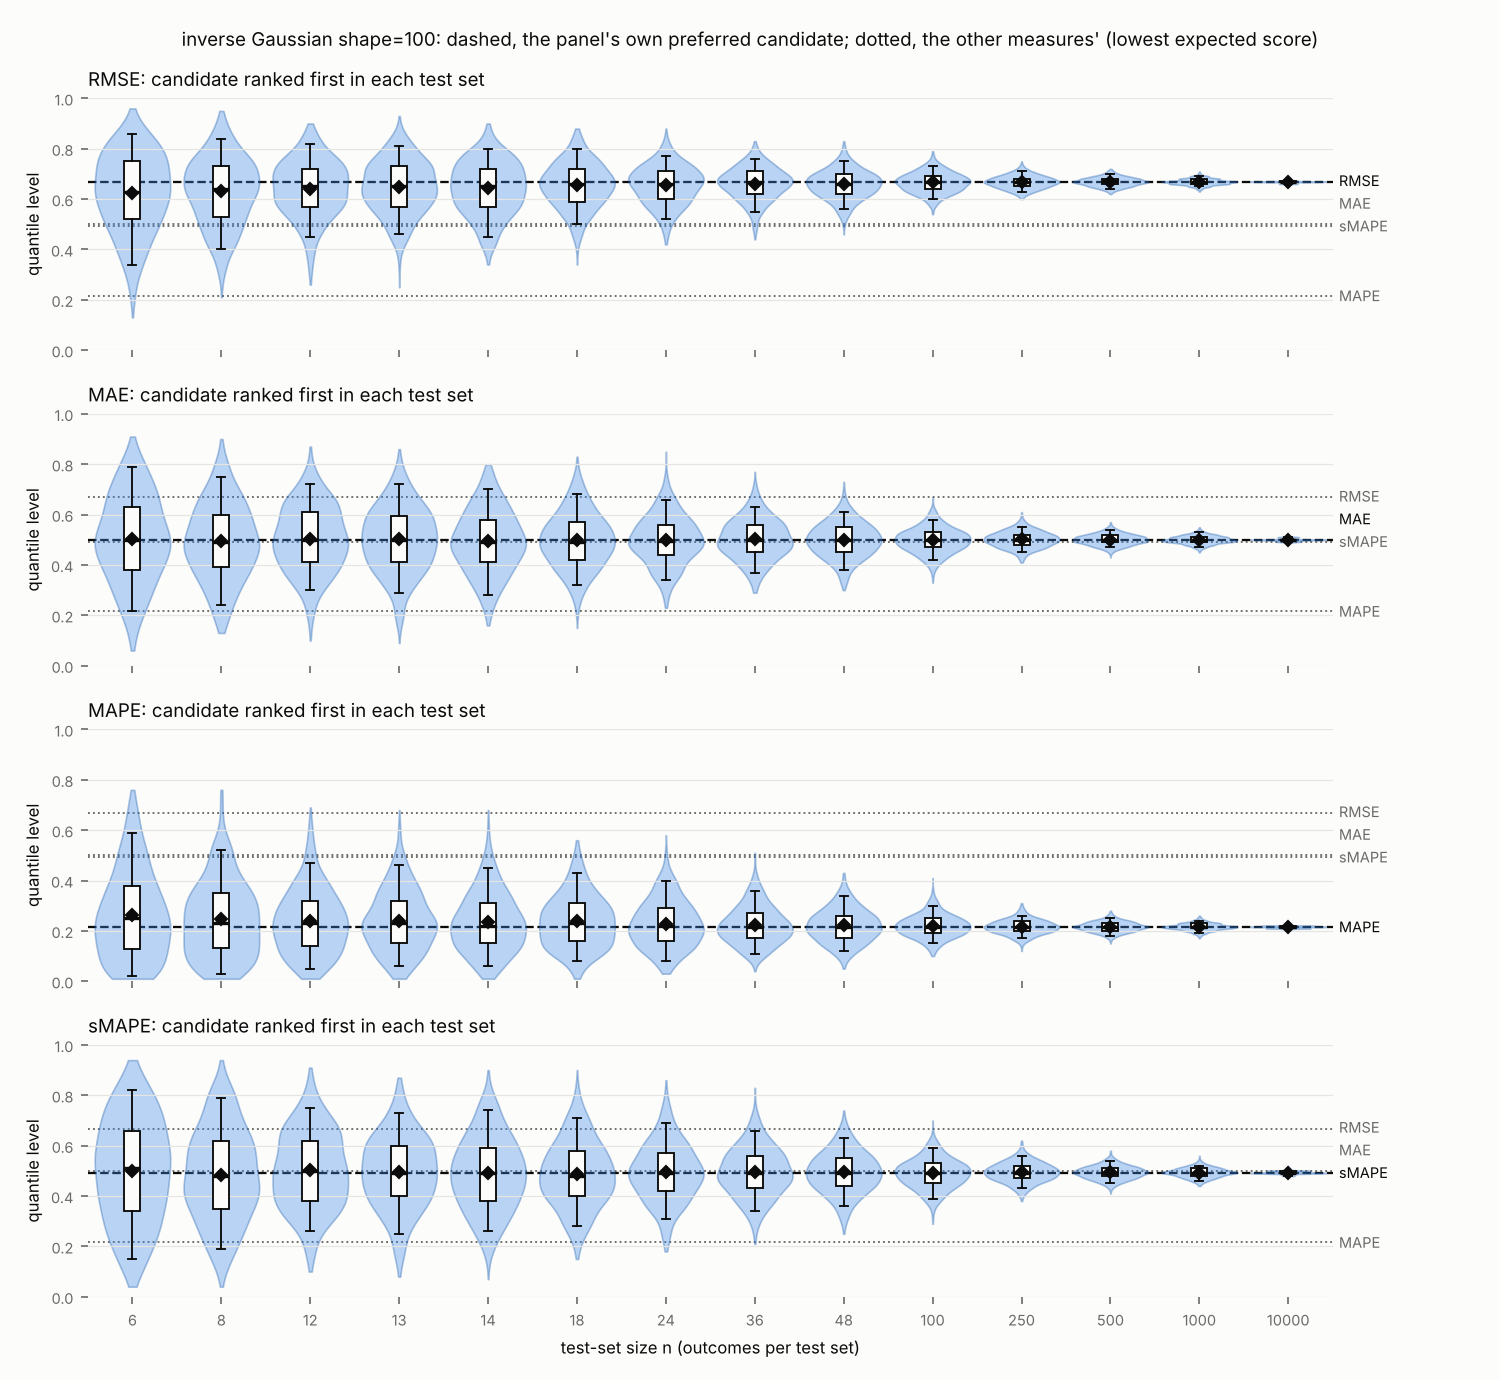 inverse Gaussian shape=100: dashed, the panel's own preferred candidate; dotted, the other measures' (lowest expected score)
RMSE: candidate ranked first in each test set
quantile level
1.0
0.8
0.6
0.4
0.2
0.0
RMSE
MAE
sMAPE
MAPE
MAE: candidate ranked first in each test set
quantile level
1.0
0.8
0.6
0.4
0.2
0.0
RMSE
MAE
sMAPE
MAPE
MAPE: candidate ranked first in each test set
quantile level
1.0
0.8
0.6
0.4
0.2
0.0
RMSE
MAE
sMAPE
MAPE
sMAPE: candidate ranked first in each test set
quantile level
1.0
0.8
0.6
0.4
0.2
0.0
RMSE
MAE
sMAPE
MAPE
6 8 12 13 14 18 24 36 48 100 250 500 1000 10000
test-set size n (outcomes per test set)